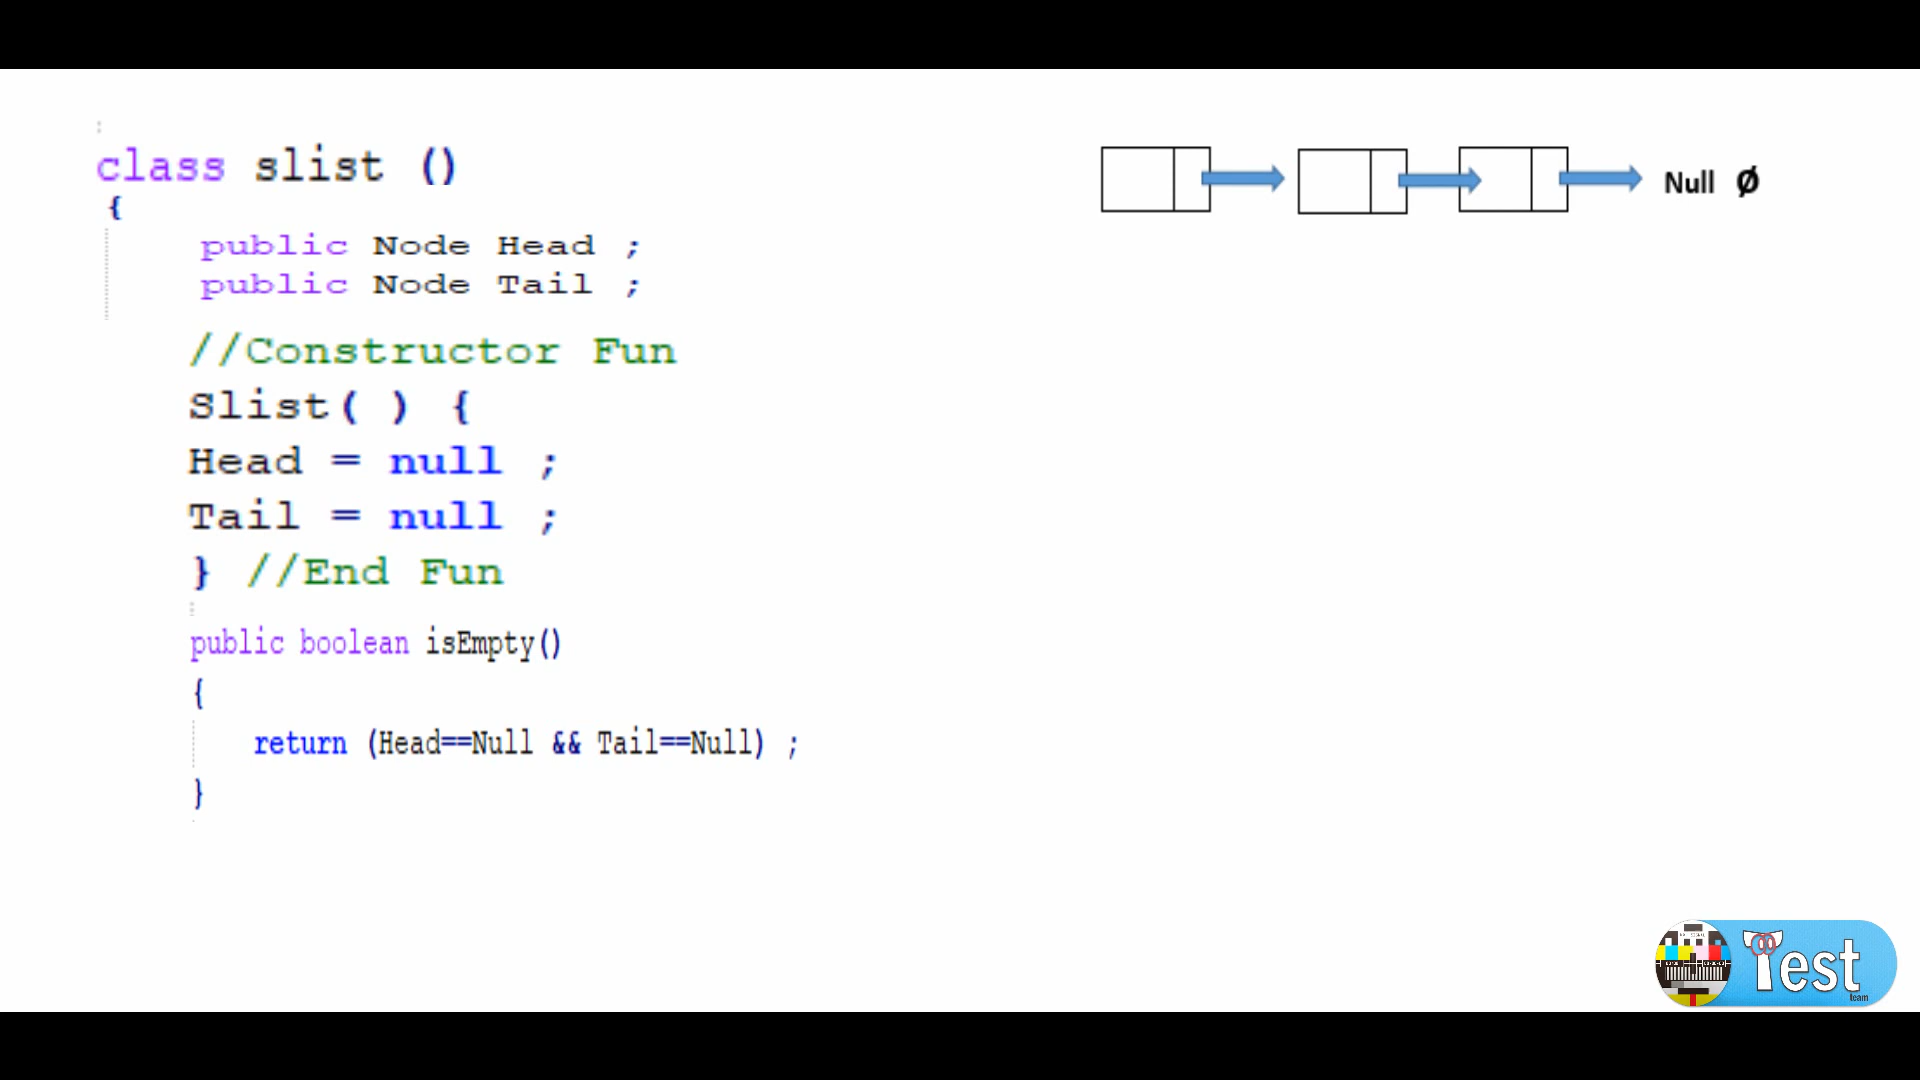 class slist ()
{
public Node Head ;
public Node Tail ;
//Constructor Fun
Slist( ) {
Head = null ;
Tail = null ;
} //End Fun
public boolean isEmpty()
{
return (Head==Null && Tail==Null) ;
}
Null Ø
Test
team